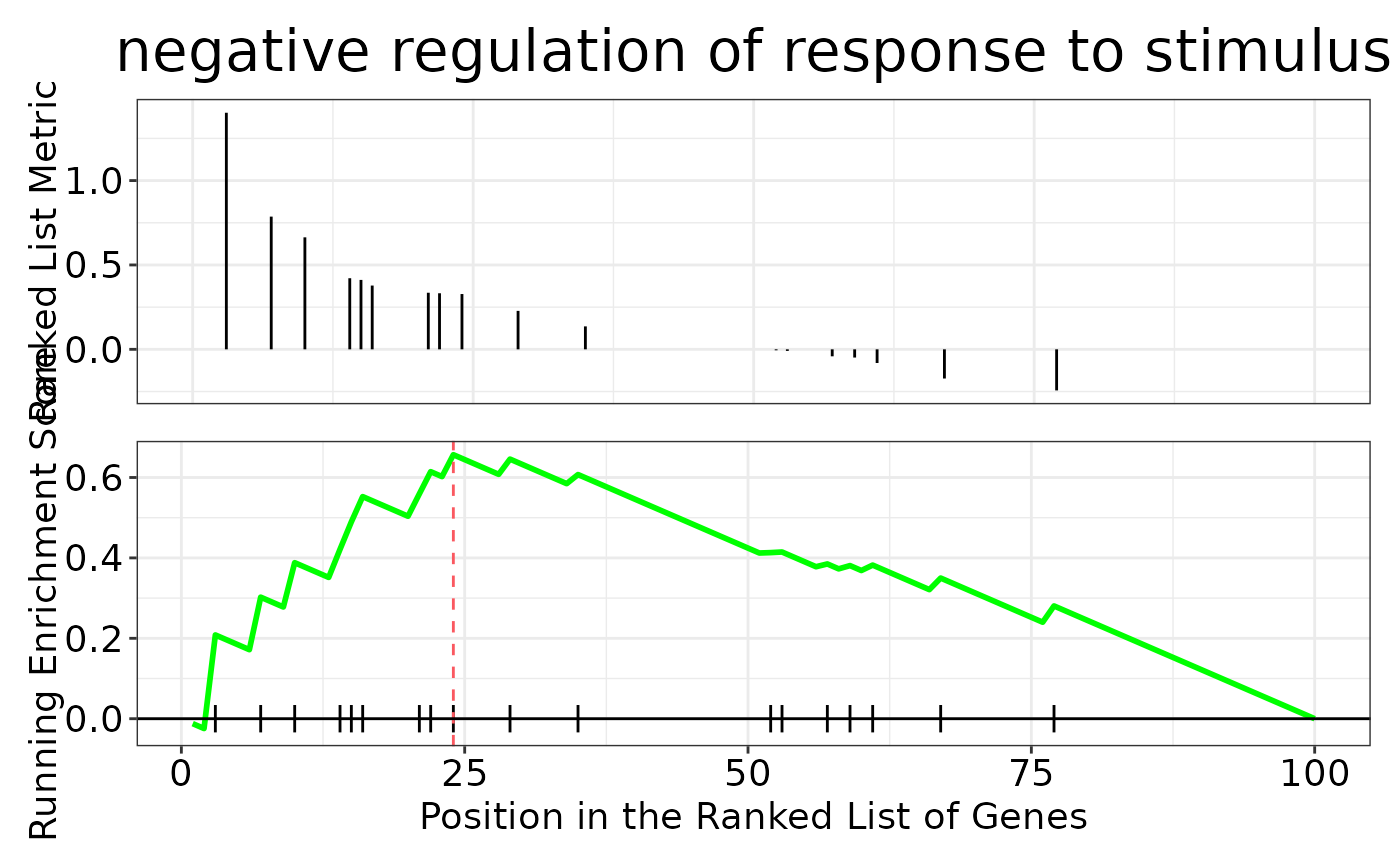 negative regulation of response to stimulus
Ranked List Metric
1.0
0.5
0.0
Running Enrichment Score
0.6
0.4
0.2
0.0
0 25 50 75 100
Position in the Ranked List of Genes